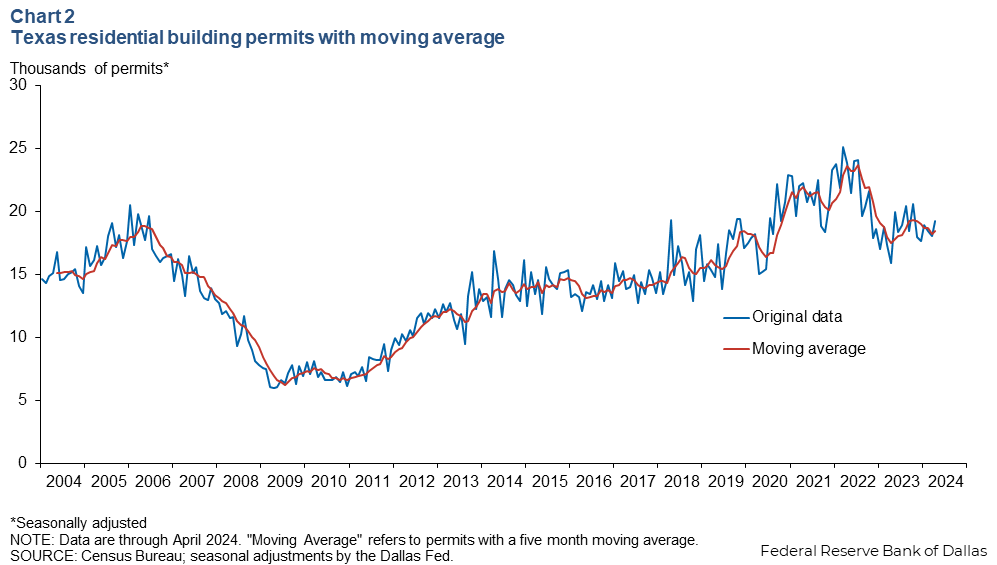 Chart 2
Texas residential building permits with moving average
Thousands of permits*
30
25
20
15
10
5
0
Original data
Moving average
2004 2005 2006 2007 2008 2009 2010 2011 2012 2013 2014 2015 2016 2017 2018 2019 2020 2021 2022 2023 2024
*Seasonally adjusted
NOTE: Data are through April 2024. "Moving Average" refers to permits with a five month moving average.
SOURCE: Census Bureau; seasonal adjustments by the Dallas Fed.
Federal Reserve Bank of Dallas